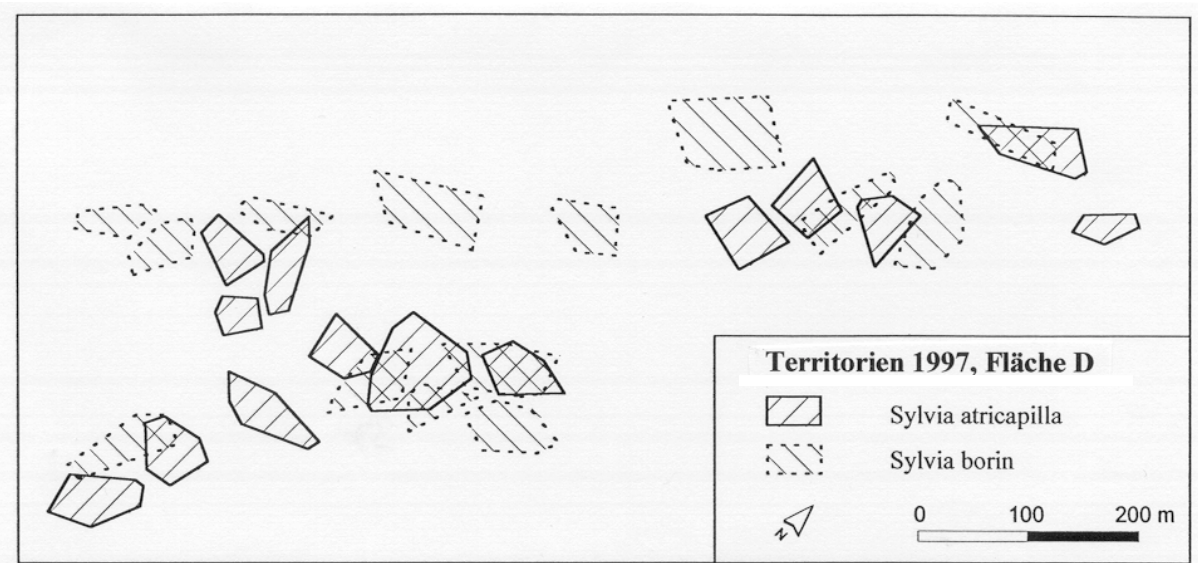 Territorien 1997, Fläche D
Sylvia atricapilla
Sylvia borin
N
0 100 200 m